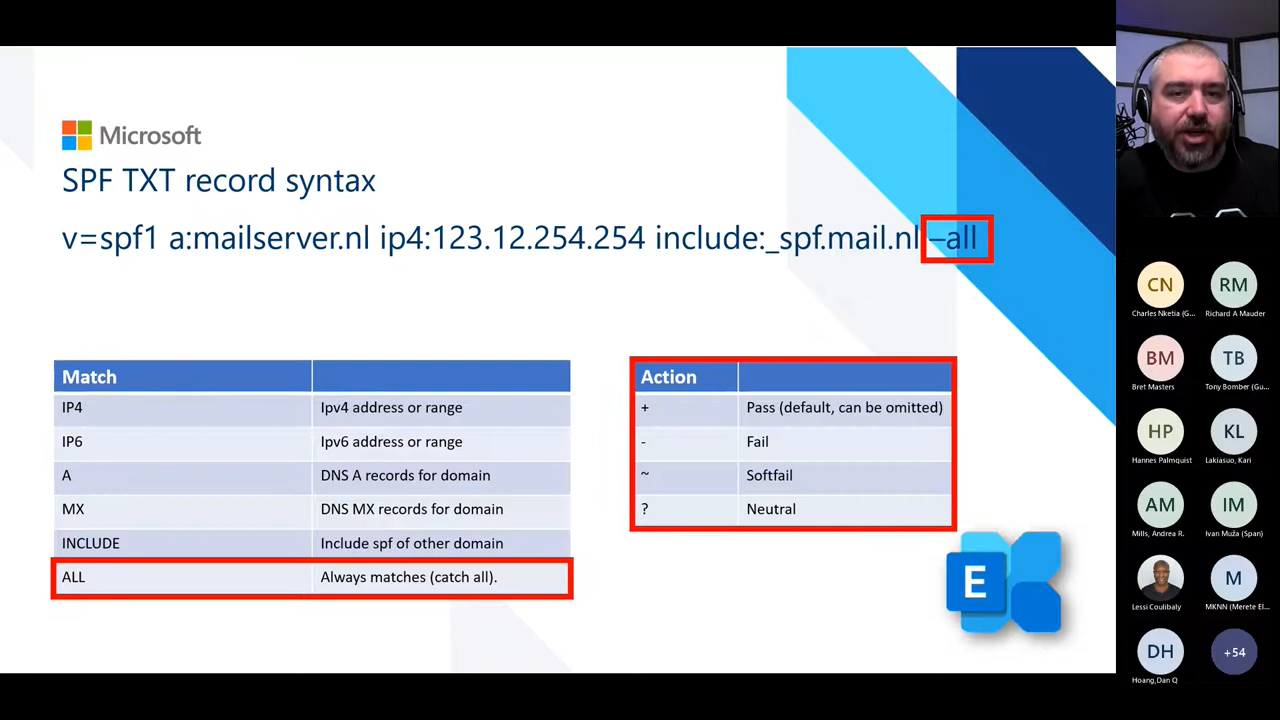 Microsoft
SPF TXT record syntax
v=spf1 a:mailserver.nl ip4:123.12.254.254 include:_spf.mail.nl –all
Match
IP4 Ipv4 address or range
IP6 Ipv6 address or range
A DNS A records for domain
MX DNS MX records for domain
INCLUDE Include spf of other domain
ALL Always matches (catch all).
Action
+ Pass (default, can be omitted)
- Fail
~ Softfail
? Neutral
E
CN RM
Charles Nketia (G... Richard A Mauder
BM TB
Bret Masters Tony Bomber (Gu...
HP KL
Hannes Palmquist Lakiasuo, Kari
AM IM
Mills, Andrea R. Ivan Muža (Span)
M
Lessi Coulibaly MKNN (Merete El...
DH +54
Hoang,Dan Q